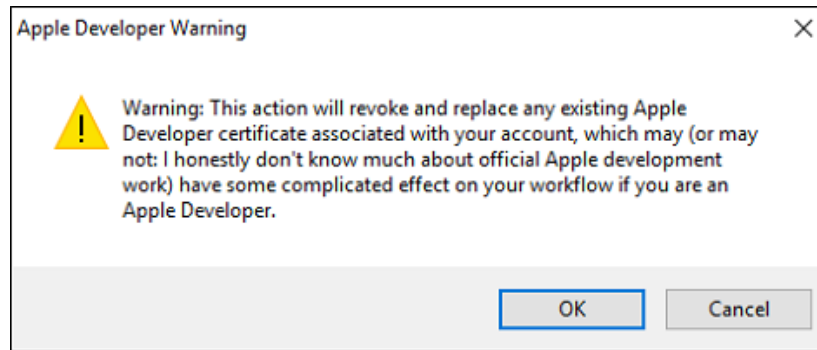 Apple Developer Warning
Warning: This action will revoke and replace any existing Apple
Developer certificate associated with your account, which may (or may
not: I honestly don't know much about official Apple development
work) have some complicated effect on your workflow if you are an
Apple Developer.
OK
Cancel